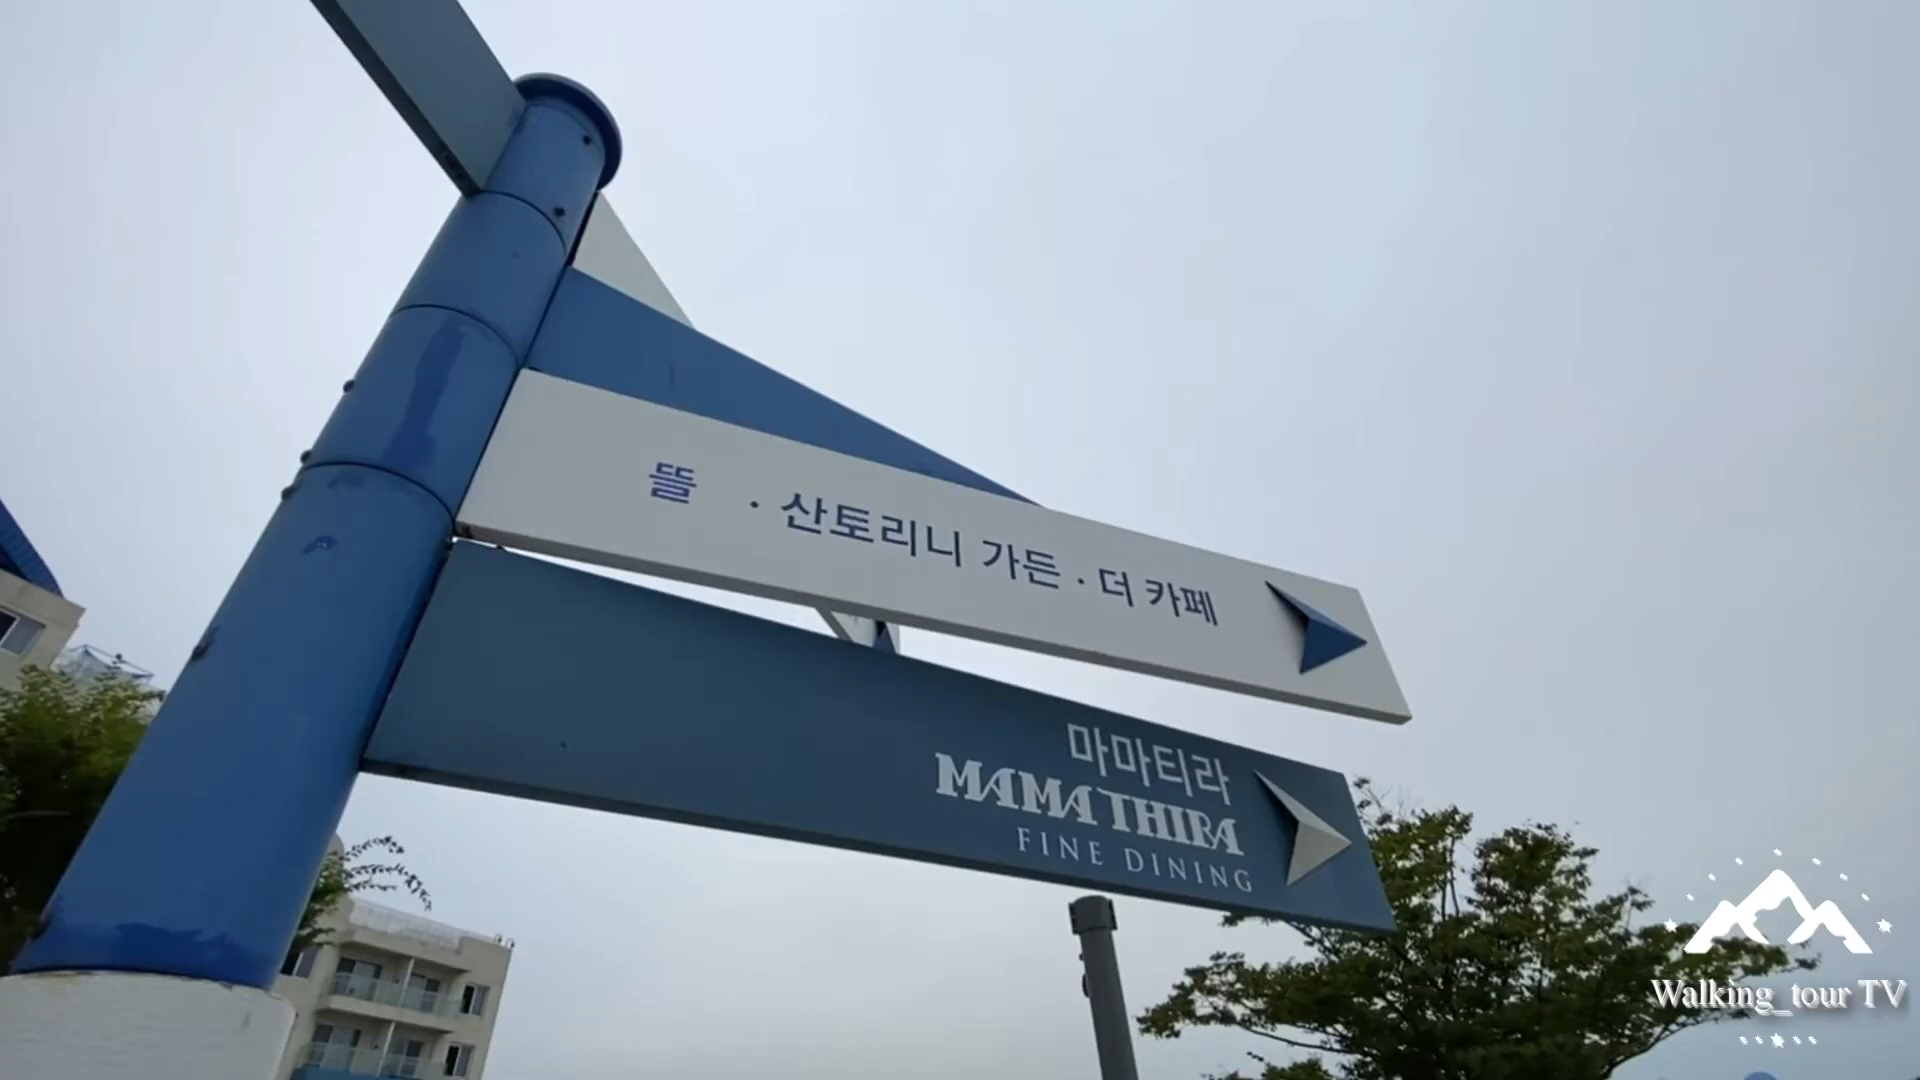 뜰 · 산토리니 가든 · 더 카페
마마티라
MAMA THIRA
FINE DINING
Walking_tour TV